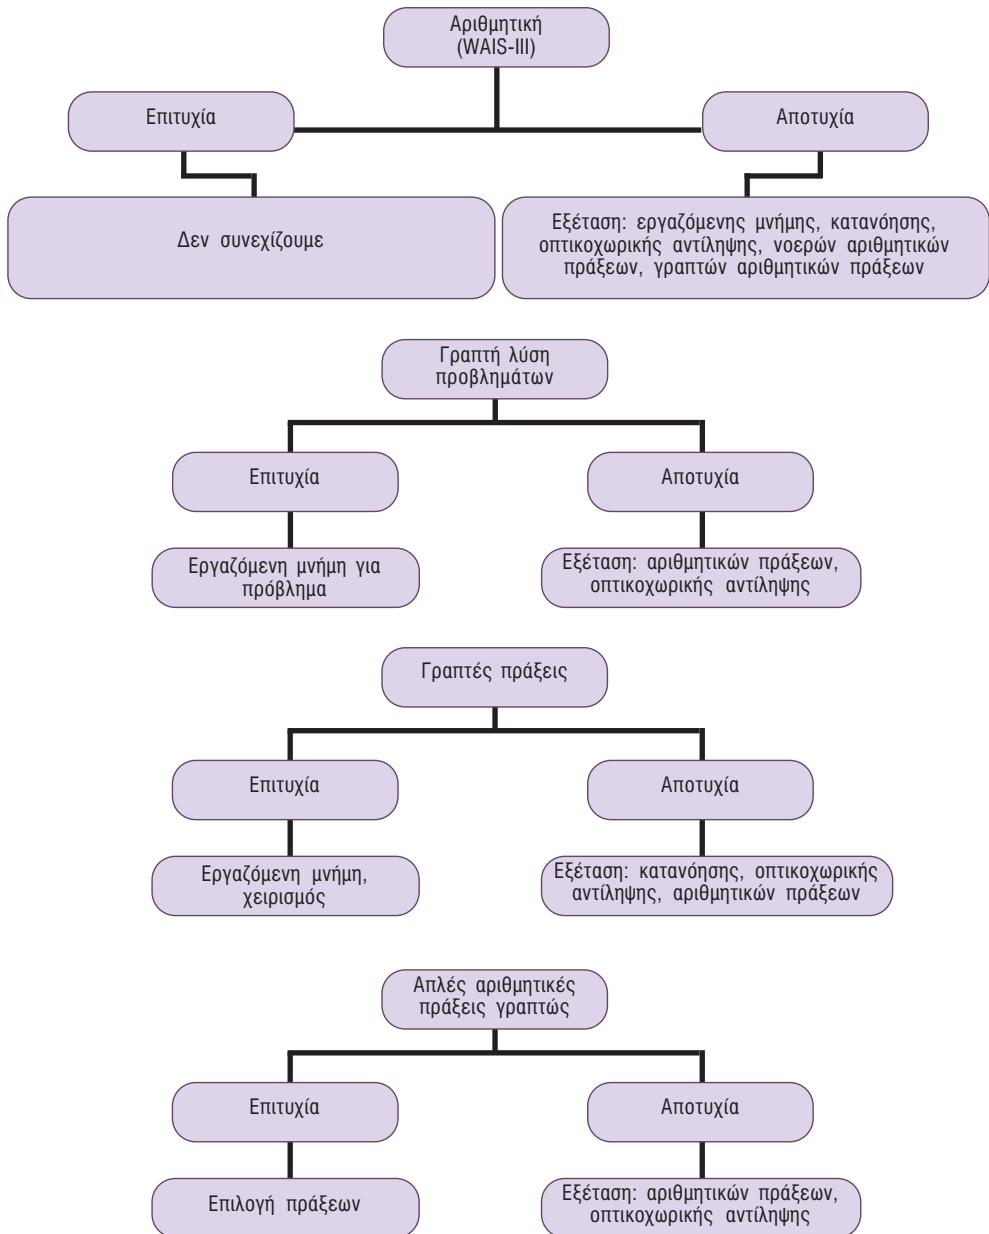 Αριθμητική
(WAIS-III)
Επιτυχία
Αποτυχία
Δεν συνεχίζουμε
Εξέταση: εργαζόμενης μνήμης, κατανόησης,
οπτικοχωρικής αντίληψης, νοερών αριθμητικών
πράξεων, γραπτών αριθμητικών πράξεων
Γραπτή λύση
προβλημάτων
Επιτυχία
Αποτυχία
Εργαζόμενη μνήμη για
πρόβλημα
Εξέταση: αριθμητικών πράξεων,
οπτικοχωρικής αντίληψης
Γραπτές πράξεις
Επιτυχία
Αποτυχία
Εργαζόμενη μνήμη,
χειρισμός
Εξέταση: κατανόησης, οπτικοχωρικής
αντίληψης, αριθμητικών πράξεων
Απλές αριθμητικές
πράξεις γραπτώς
Επιτυχία
Αποτυχία
Επιλογή πράξεων
Εξέταση: αριθμητικών πράξεων,
οπτικοχωρικής αντίληψης